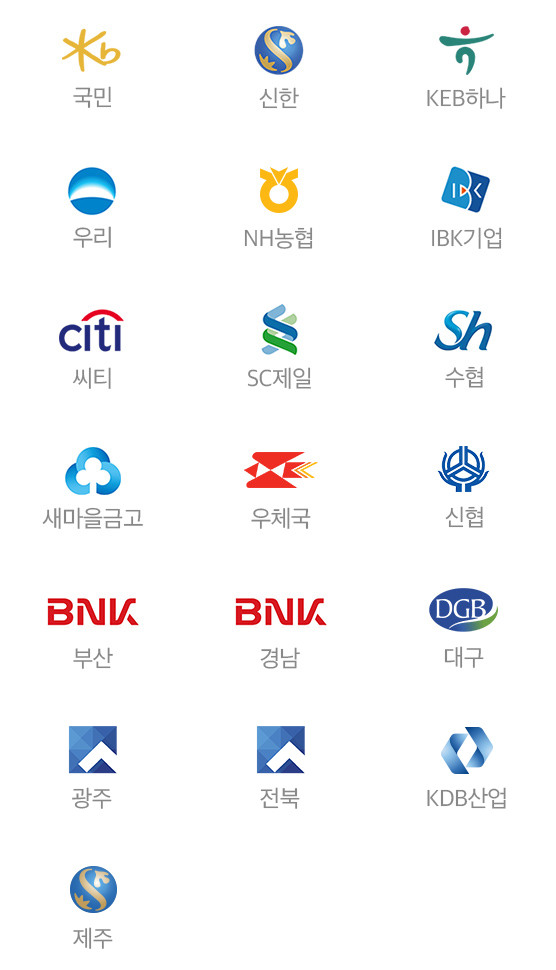 Kb
국민
신한
KEB하나
우리
NH농협
IBK
IBK기업
citi
씨티
SC제일
Sh
수협
새마을금고
우체국
신협
BNK
부산
BNK
경남
DGB
대구
광주
전북
KDB산업
제주